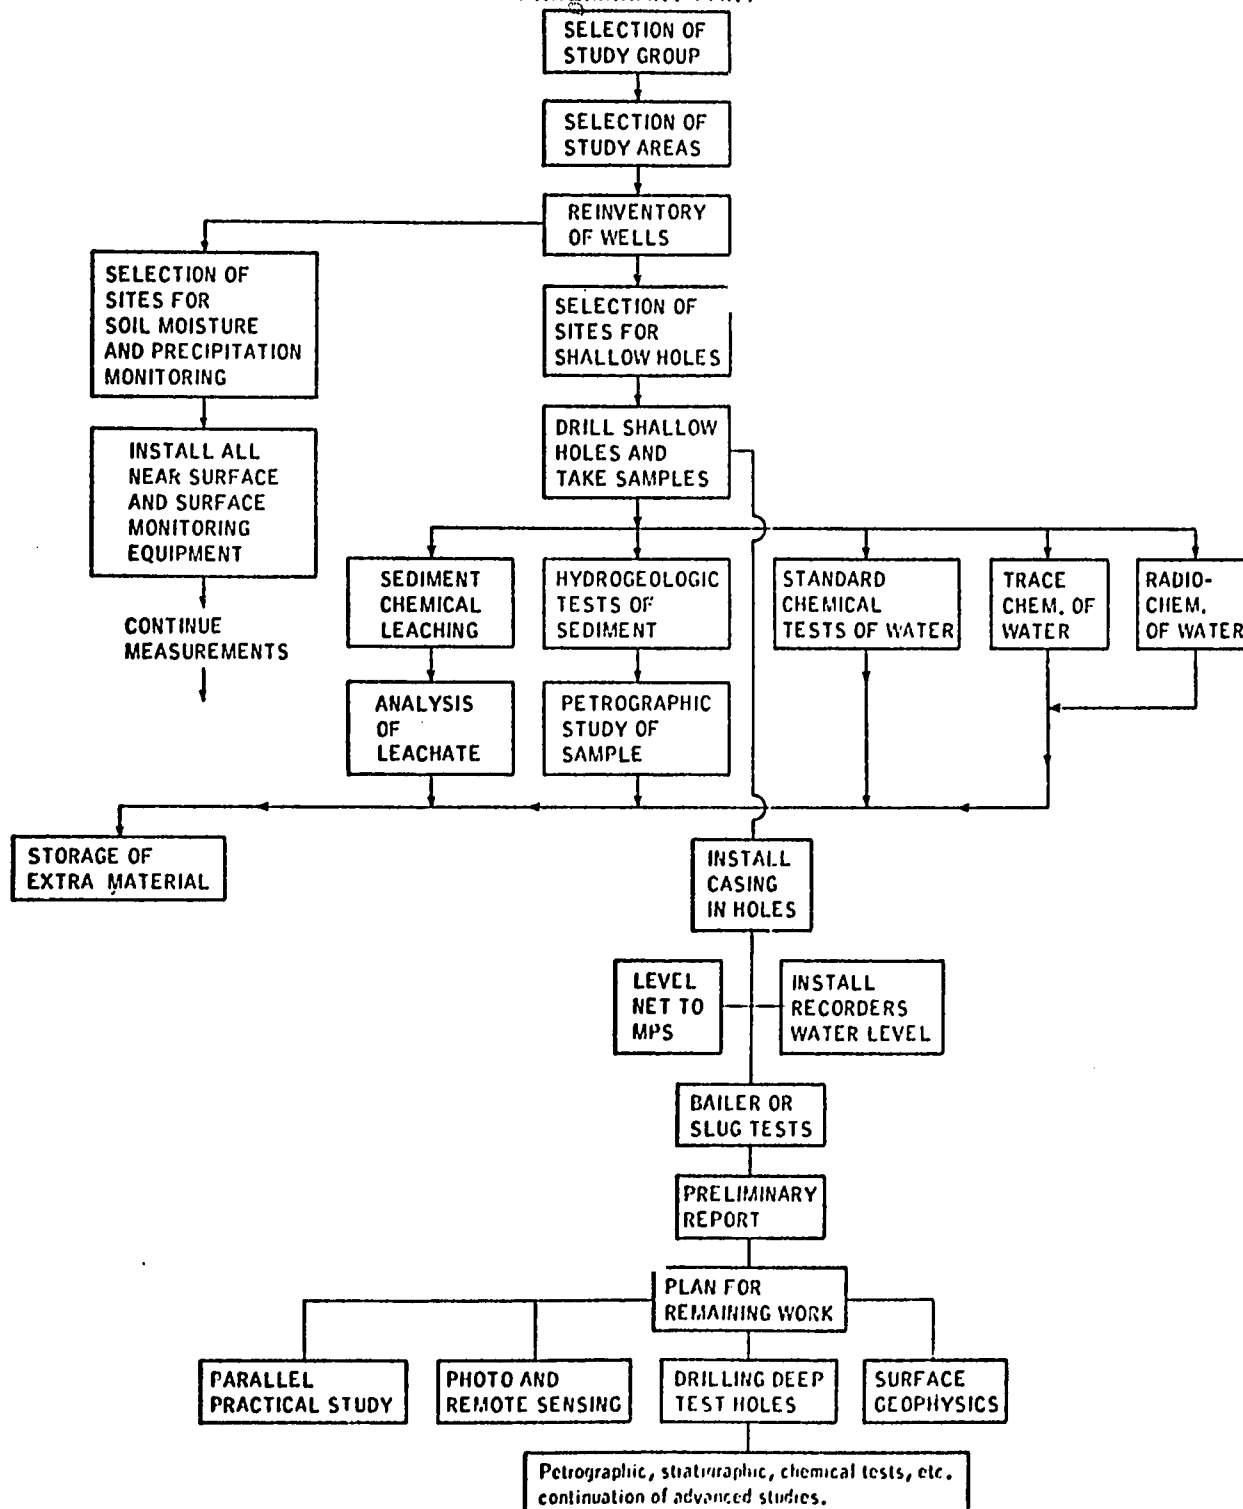 SELECTION OF
STUDY GROUP
SELECTION OF
STUDY AREAS
REINVENTORY
OF WELLS
SELECTION OF
SITES FOR
SOIL MOISTURE
AND PRECIPITATION
MONITORING
SELECTION OF
SITES FOR
SHALLOW HOLES
INSTALL ALL
NEAR SURFACE
AND SURFACE
MONITORING
EQUIPMENT
DRILL SHALLOW
HOLES AND
TAKE SAMPLES
CONTINUE
MEASUREMENTS
SEDIMENT
CHEMICAL
LEACHING
HYDROGEOLOGIC
TESTS OF
SEDIMENT
STANDARD
CHEMICAL
TESTS OF WATER
TRACE
CHEM. OF
WATER
RADIO-
CHEM.
OF WATER
ANALYSIS
OF
LEACHATE
PETROGRAPHIC
STUDY OF
SAMPLE
STORAGE OF
EXTRA MATERIAL
INSTALL
CASING
IN HOLES
LEVEL
NET TO
MPS
INSTALL
RECORDERS
WATER LEVEL
BAILER OR
SLUG TESTS
PRELIMINARY
REPORT
PLAN FOR
REMAINING WORK
PARALLEL
PRACTICAL STUDY
PHOTO AND
REMOTE SENSING
DRILLING DEEP
TEST HOLES
SURFACE
GEOPHYSICS
Petrographic, stratigraphic, chemical tests, etc.
continuation of advanced studies.